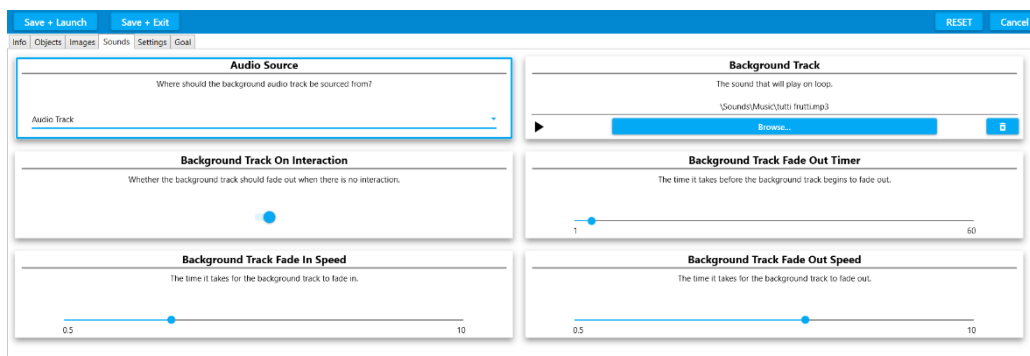 Save + Launch Save + Exit RESET Cancel
Info Objects Images Sounds Settings Goal
Audio Source
Where should the background audio track be sourced from?
Audio Track
Background Track
The sound that will play on loop.
\Sounds\Music\tutti frutti.mp3
Browse...
Background Track On Interaction
Whether the background track should fade out when there is no interaction.
Background Track Fade Out Timer
The time it takes before the background track begins to fade out.
1 60
Background Track Fade In Speed
The time it takes for the background track to fade in.
0.5 10
Background Track Fade Out Speed
The time it takes for the background track to fade out.
0.5 10